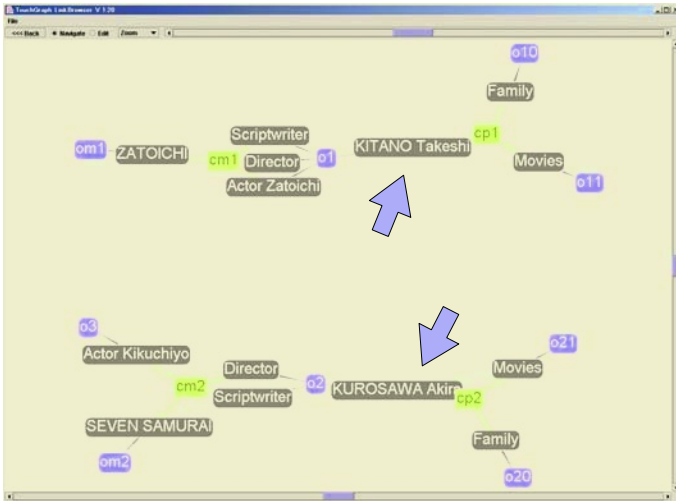 TouchGraph LinkBrowser V 1.20
File
<<< Back Navigate Edit Zoom
o10
Family
Scriptwriter
om1 ZATOICHI cm1 Director o1 KITANO Takeshi cp1
Movies
Actor Zatoichi
o11
o3
Actor Kikuchiyo
o21
Director
Movies
cm2 o2 KUROSAWA Akira cp2
Scriptwriter
SEVEN SAMURAI
Family
om2
o20